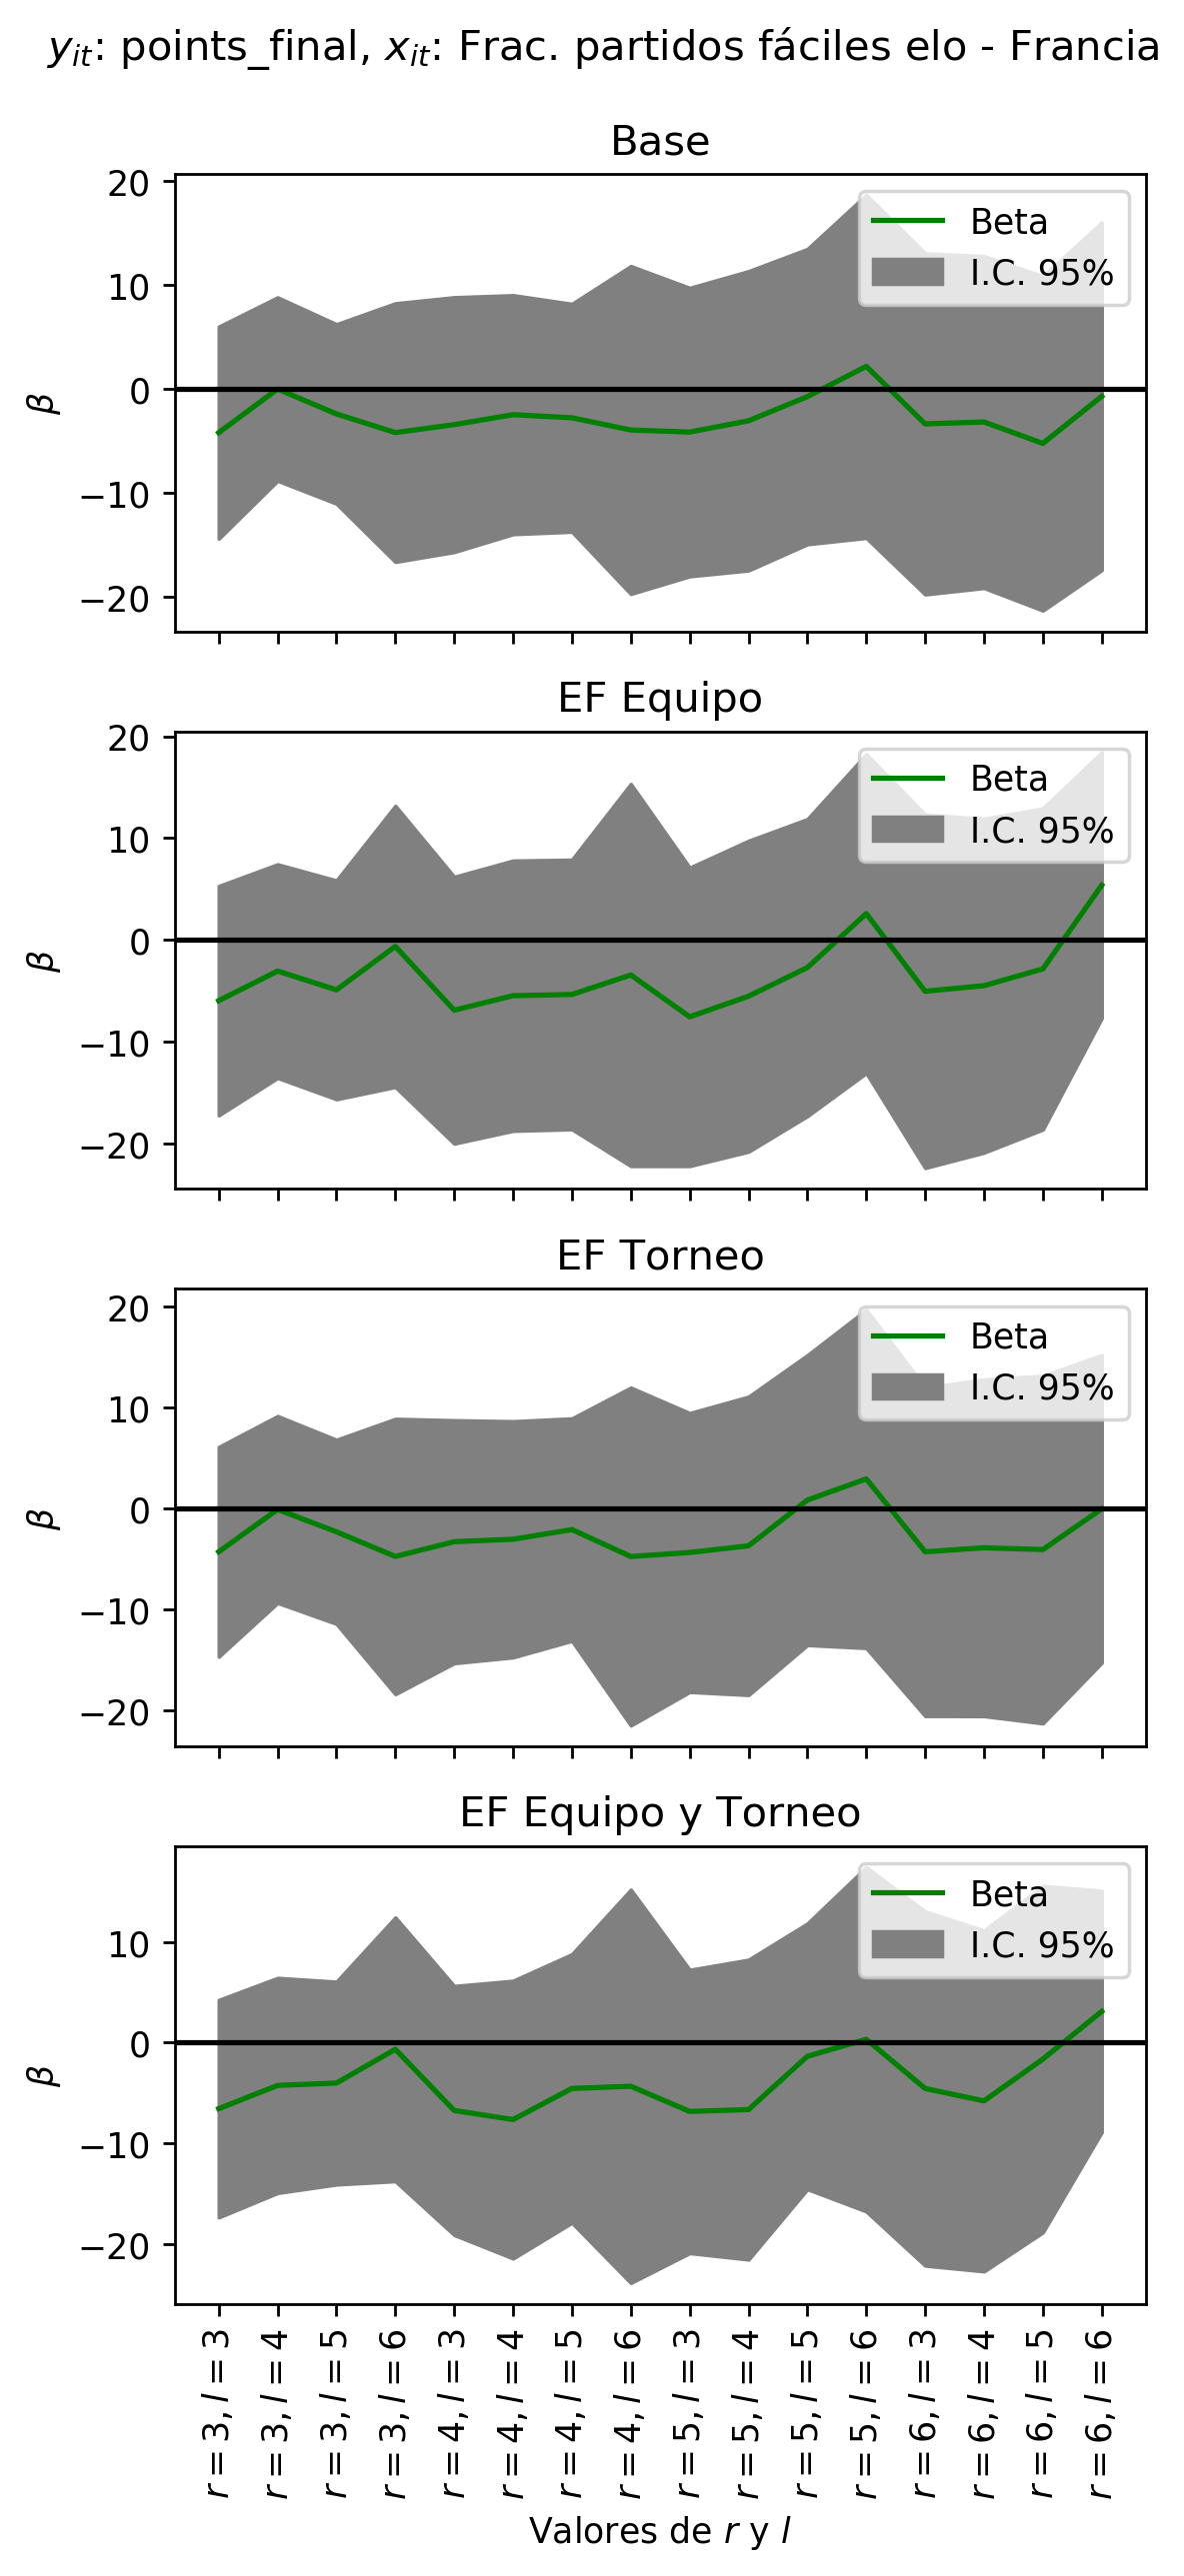 y_it: points_final, x_it: Frac. partidos fáciles elo - Francia
Base
20
10
0
−10
−20
β
Beta
I.C. 95%
EF Equipo
20
10
0
−10
−20
β
Beta
I.C. 95%
EF Torneo
20
10
0
−10
−20
β
Beta
I.C. 95%
EF Equipo y Torneo
10
0
−10
−20
β
Beta
I.C. 95%
r = 3, l = 3
r = 3, l = 4
r = 3, l = 5
r = 3, l = 6
r = 4, l = 3
r = 4, l = 4
r = 4, l = 5
r = 4, l = 6
r = 5, l = 3
r = 5, l = 4
r = 5, l = 5
r = 5, l = 6
r = 6, l = 3
r = 6, l = 4
r = 6, l = 5
r = 6, l = 6
Valores de r y l